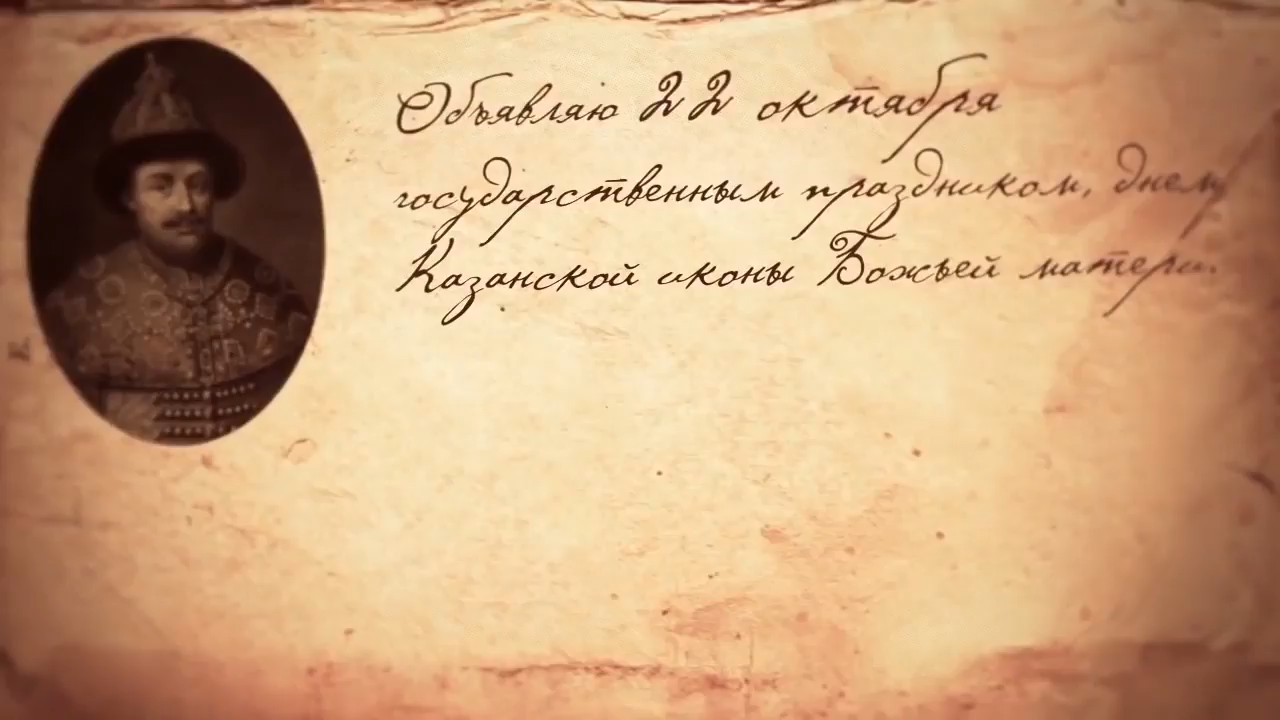 Объявляю 22 октября
государственным праздником, днем
Казанской иконы Божьей матери.